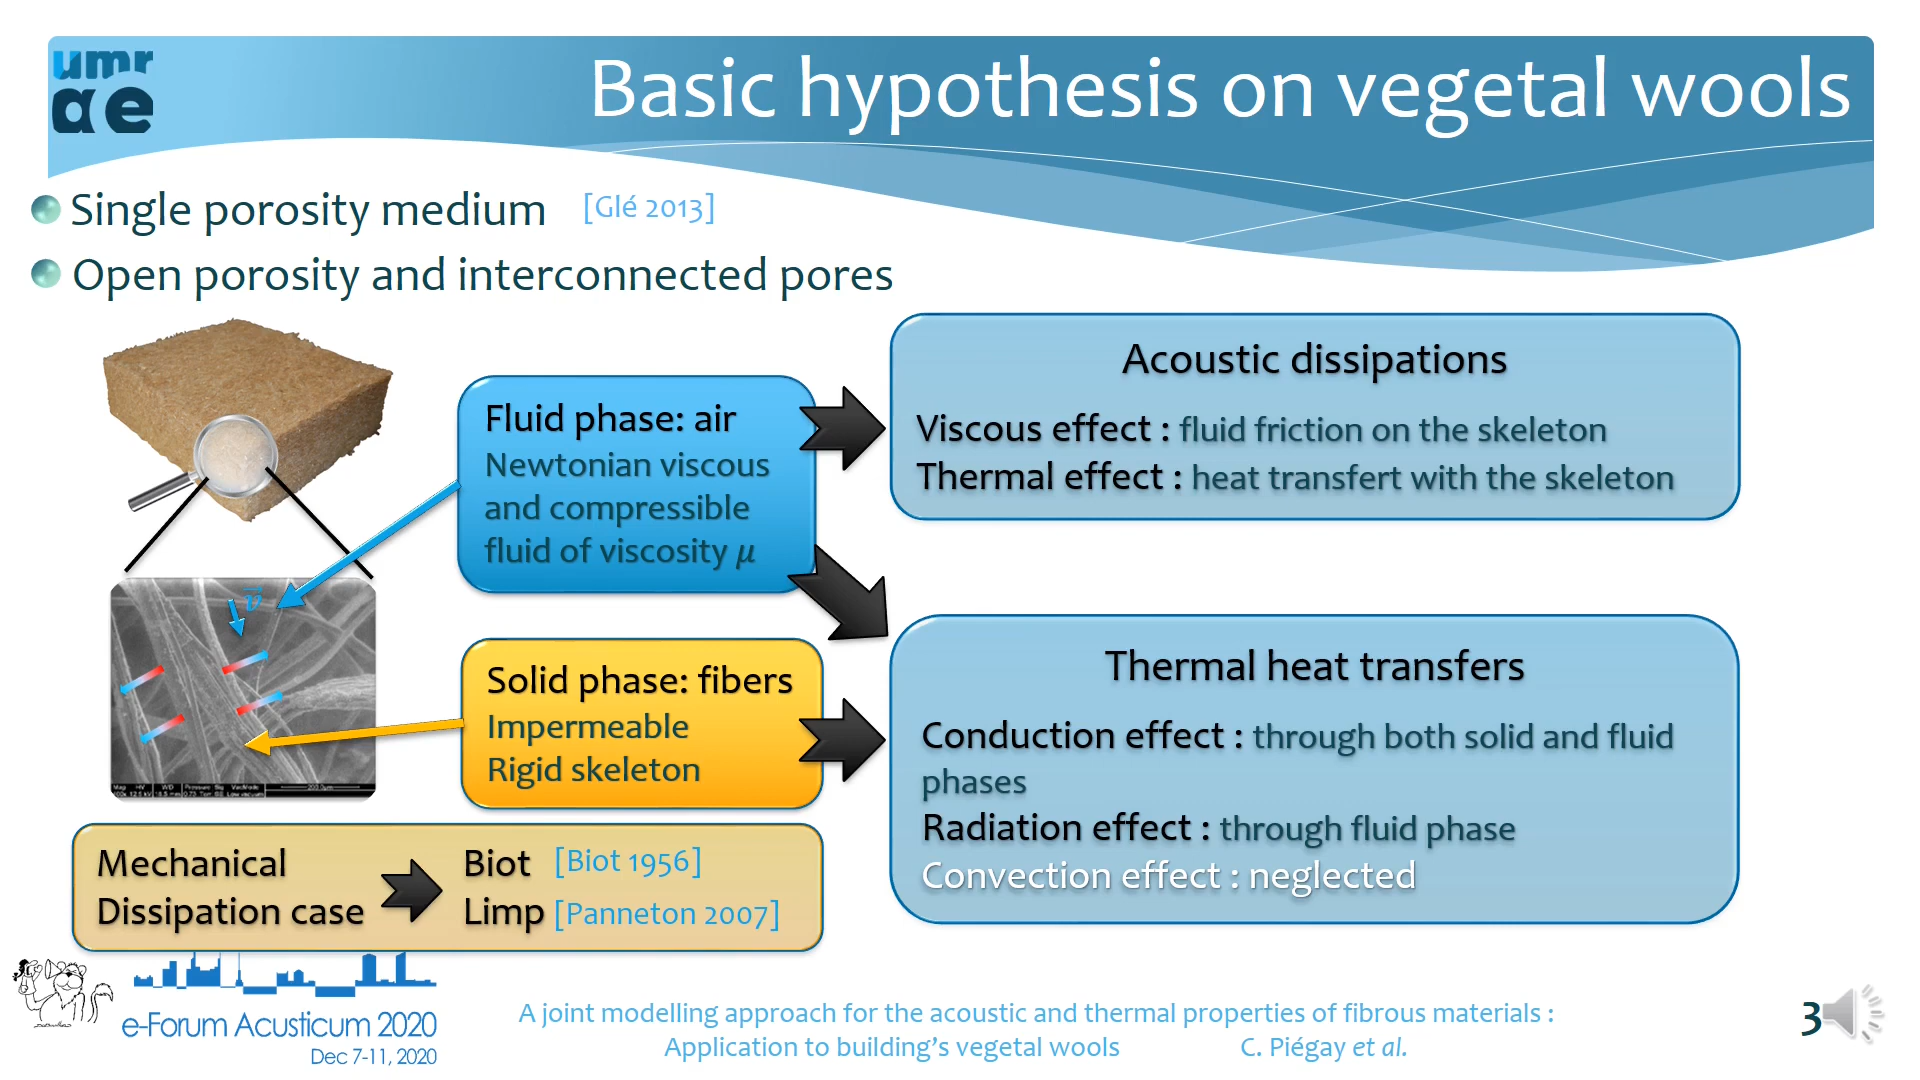 umr
ae
Basic hypothesis on vegetal wools
Single porosity medium [Glé 2013]
Open porosity and interconnected pores
Acoustic dissipations
Viscous effect : fluid friction on the skeleton
Thermal effect : heat transfert with the skeleton
Fluid phase: air
Newtonian viscous
and compressible
fluid of viscosity μ
v⃗
Solid phase: fibers
Impermeable
Rigid skeleton
Thermal heat transfers
Conduction effect : through both solid and fluid
phases
Radiation effect : through fluid phase
Convection effect : neglected
Mechanical
Dissipation case
Biot [Biot 1956]
Limp [Panneton 2007]
e-Forum Acusticum 2020
Dec 7-11, 2020
A joint modelling approach for the acoustic and thermal properties of fibrous materials :
Application to building's vegetal wools C. Piégay et al.
3